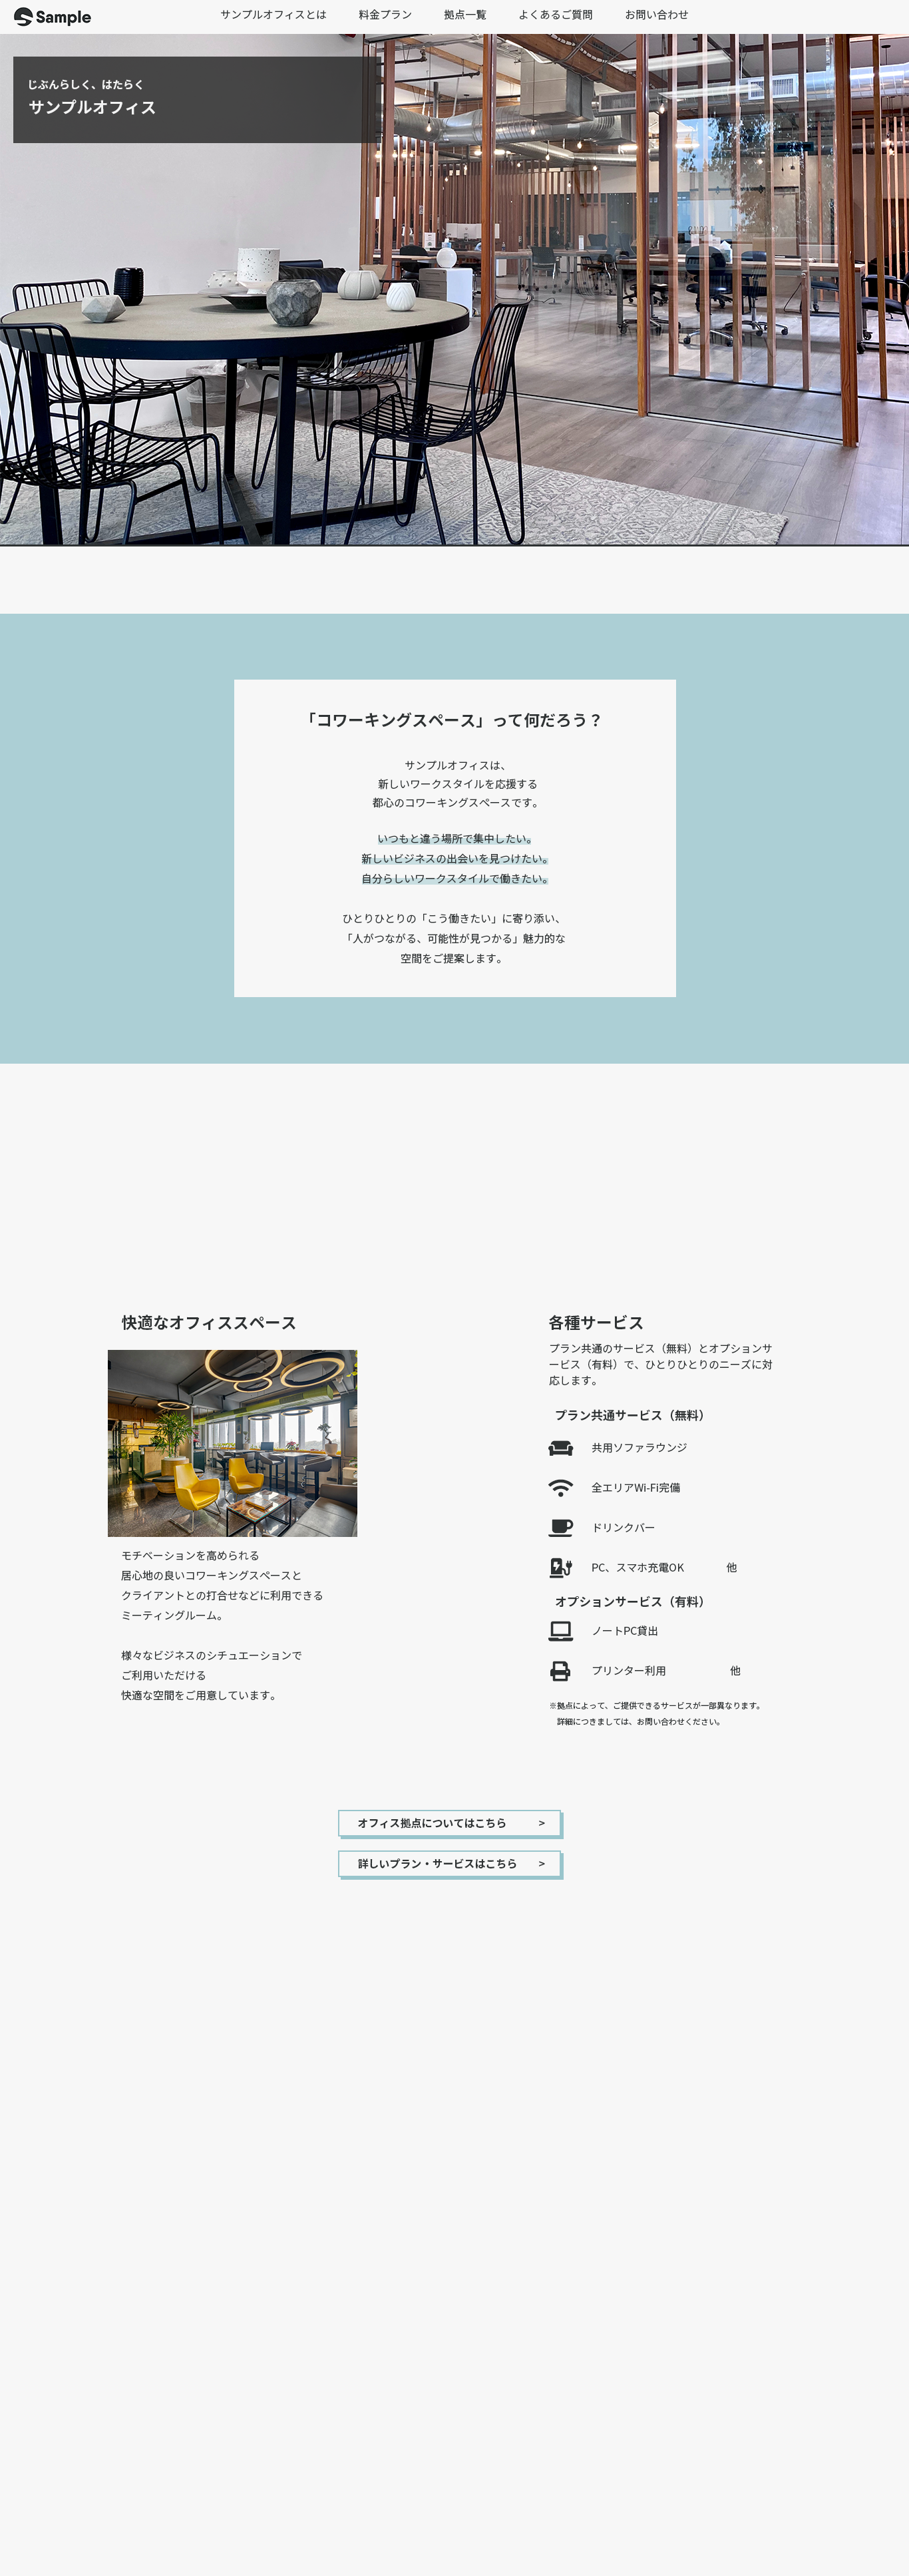 Sample
サンプルオフィスとは
料金プラン
拠点一覧
よくあるご質問
お問い合わせ
じぶんらしく、はたらく
サンプルオフィス
「コワーキングスペース」って何だろう？
サンプルオフィスは、
新しいワークスタイルを応援する
都心のコワーキングスペースです。
いつもと違う場所で集中したい。
新しいビジネスの出会いを見つけたい。
自分らしいワークスタイルで働きたい。
ひとりひとりの「こう働きたい」に寄り添い、
「人がつながる、可能性が見つかる」魅力的な
空間をご提案します。
快適なオフィススペース
モチベーションを高められる
居心地の良いコワーキングスペースと
クライアントとの打合せなどに利用できる
ミーティングルーム。
様々なビジネスのシチュエーションで
ご利用いただける
快適な空間をご用意しています。
各種サービス
プラン共通のサービス（無料）とオプションサ
ービス（有料）で、ひとりひとりのニーズに対
応します。
プラン共通サービス（無料）
共用ソファラウンジ
全エリアWi-Fi完備
ドリンクバー
PC、スマホ充電OK 他
オプションサービス（有料）
ノートPC貸出
プリンター利用 他
※拠点によって、ご提供できるサービスが一部異なります。
詳細につきましては、お問い合わせください。
オフィス拠点についてはこちら >
詳しいプラン・サービスはこちら >